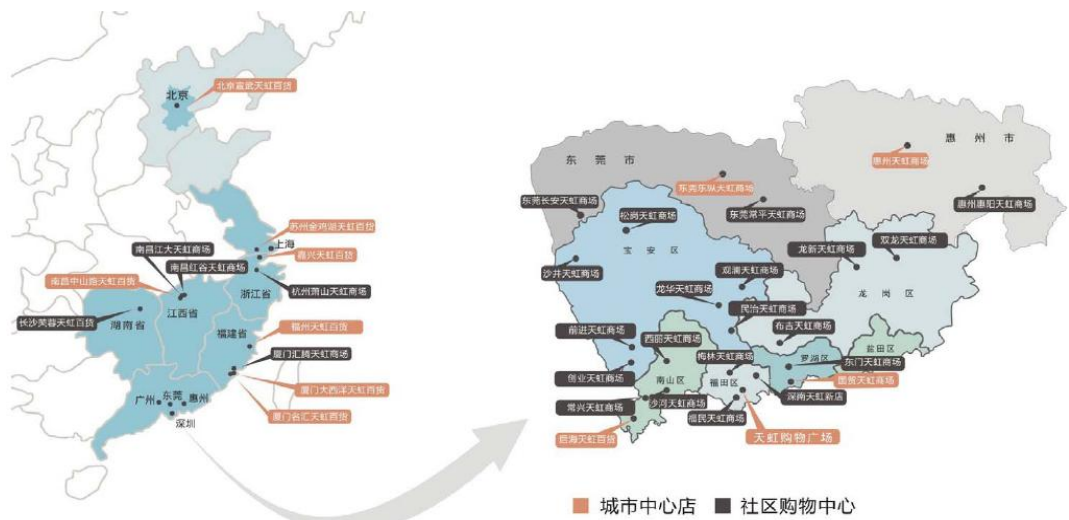 北京
北京宣武天虹百货
苏州金鸡湖天虹百货
上海
南昌江大天虹商场
嘉兴天虹百货
南昌红谷天虹商场
南昌中山路天虹百货
浙江省
杭州萧山天虹商场
长沙芙蓉天虹百货
湖南省
江西省
福建省
福州天虹百货
厦门汇腾天虹商场
厦门大西洋天虹百货
广州
东莞
惠州
深圳
厦门名汇天虹百货
惠州市
东莞市
惠州天虹商场
东莞乐纵天虹商场
惠州惠阳天虹商场
东莞长安天虹商场
东莞常平天虹商场
松岗天虹商场
宝安区
龙新天虹商场
双龙天虹商场
沙井天虹商场
观澜天虹商场
龙岗区
龙华天虹商场
民治天虹商场
前进天虹商场
西丽天虹商场
布吉天虹商场
盐田区
梅林天虹商场
罗湖区
东门天虹商场
创业天虹商场
南山区
福田区
国贸天虹商场
常兴天虹商场
沙河天虹商场
深南天虹新店
福民天虹商场
后海天虹百货
天虹购物广场
城市中心店
社区购物中心